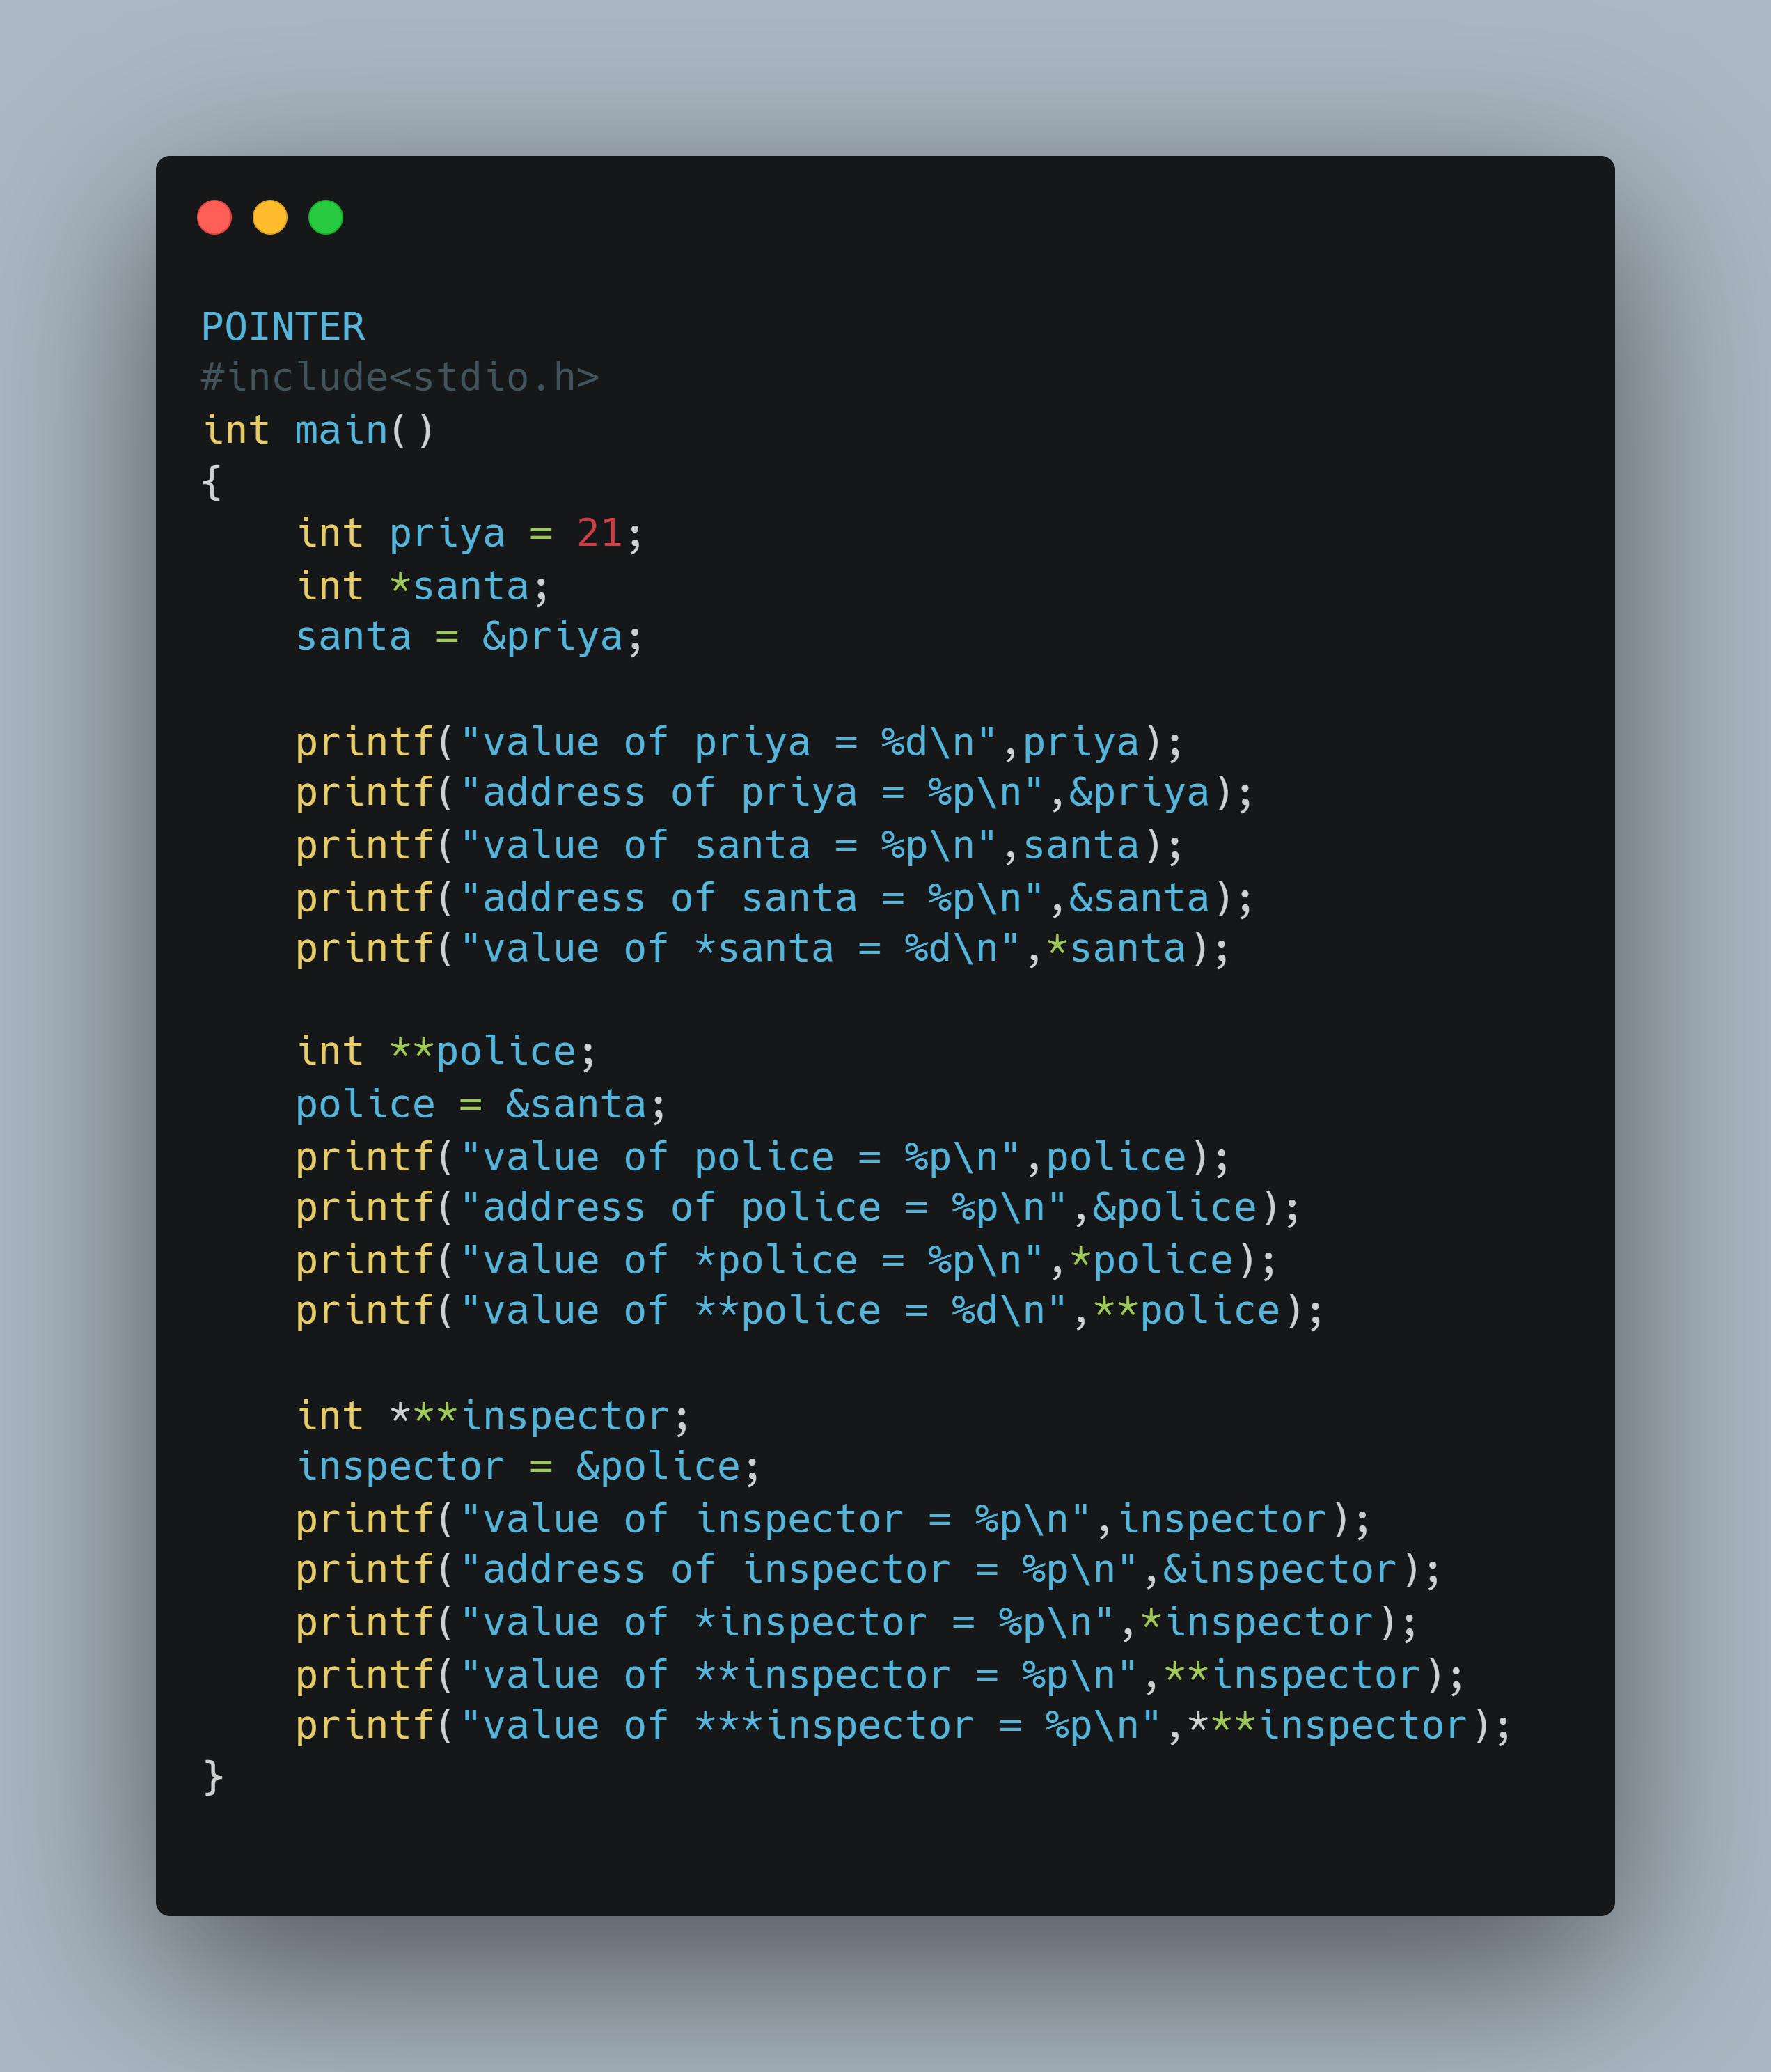 POINTER
#include<stdio.h>
int main()
{
    int priya = 21;
    int *santa;
    santa = &priya;

    printf("value of priya = %d\n",priya);
    printf("address of priya = %p\n",&priya);
    printf("value of santa = %p\n",santa);
    printf("address of santa = %p\n",&santa);
    printf("value of *santa = %d\n",*santa);

    int **police;
    police = &santa;
    printf("value of police = %p\n",police);
    printf("address of police = %p\n",&police);
    printf("value of *police = %p\n",*police);
    printf("value of **police = %d\n",**police);

    int ***inspector;
    inspector = &police;
    printf("value of inspector = %p\n",inspector);
    printf("address of inspector = %p\n",&inspector);
    printf("value of *inspector = %p\n",*inspector);
    printf("value of **inspector = %p\n",**inspector);
    printf("value of ***inspector = %p\n",***inspector);
}